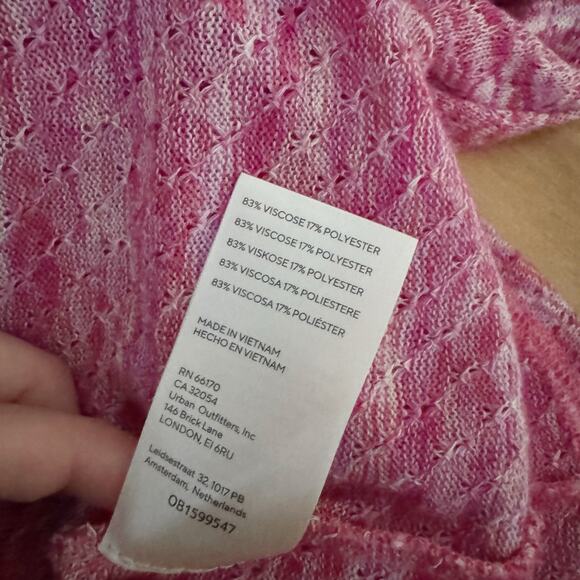 83% VISCOSE 17% POLYESTER
83% VISCOSE 17% POLYESTER
83% VISKOSE 17% POLYESTER
83% VISCOSA 17% POLIESTERE
83% VISCOSA 17% POLIÉSTER
MADE IN VIETNAM
HECHO EN VIETNAM
RN 66170
CA 32054
Urban Outfitters, Inc
146 Brick Lane
LONDON, E1 6RU
Leidsestraat 32, 1017 PB
Amsterdam, Netherlands
OB1599547